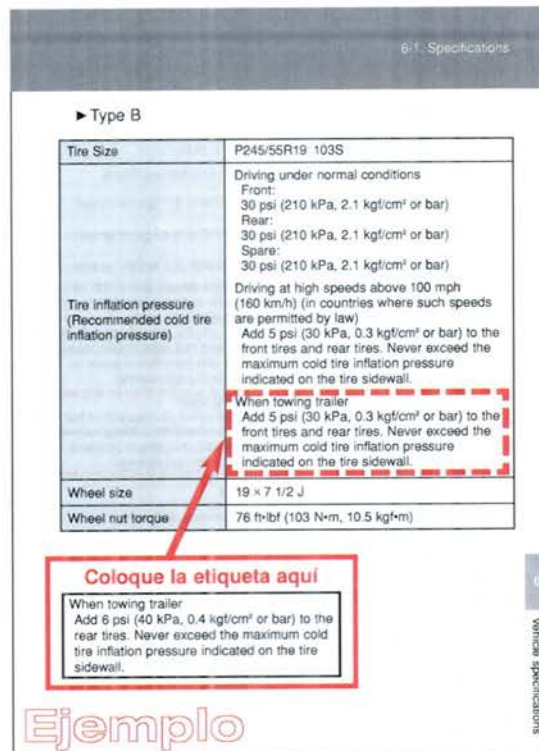 6-1. Specifications
►Type B
Tire Size
P245/55R19 103S
Tire inflation pressure
(Recommended cold tire
inflation pressure)
Driving under normal conditions
Front:
30 psi (210 kPa, 2.1 kgf/cm² or bar)
Rear:
30 psi (210 kPa, 2.1 kgf/cm² or bar)
Spare:
30 psi (210 kPa, 2.1 kgf/cm² or bar)
Driving at high speeds above 100 mph
(160 km/h) (in countries where such speeds
are permitted by law)
Add 5 psi (30 kPa, 0.3 kgf/cm² or bar) to the
front tires and rear tires. Never exceed the
maximum cold tire inflation pressure
indicated on the tire sidewall.
When towing trailer
Add 5 psi (30 kPa, 0.3 kgf/cm² or bar) to the
front tires and rear tires. Never exceed the
maximum cold tire inflation pressure
indicated on the tire sidewall.
Wheel size
19 × 7 1/2 J
Wheel nut torque
76 ft•lbf (103 N•m, 10.5 kgf•m)
Coloque la etiqueta aquí
When towing trailer
Add 6 psi (40 kPa, 0.4 kgf/cm² or bar) to the
rear tires. Never exceed the maximum cold
tire inflation pressure indicated on the tire
sidewall.
6
Vehicle specifications
Ejemplo